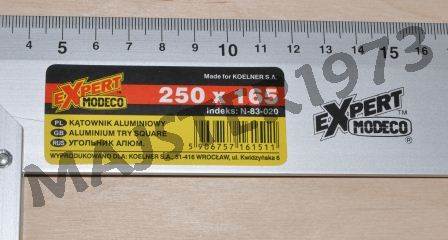 4 5 6 7 8 9 10 11 12 13 14 15 16
Made for KOELNER S.A.
EXPERT
MODECO
250 x 165
indeks: N-83-020
PL KĄTOWNIK ALUMINIOWY
GB ALUMINIUM TRY SQUARE
RUS УГОЛЬНИК АЛЮМ.
5 906757 161511
WYPRODUKOWANO DLA: KOELNER S.A., 51-416 WROCŁAW, ul. Kwidzyńska 6
EXPERT™
MODECO®
MAJSTER1973